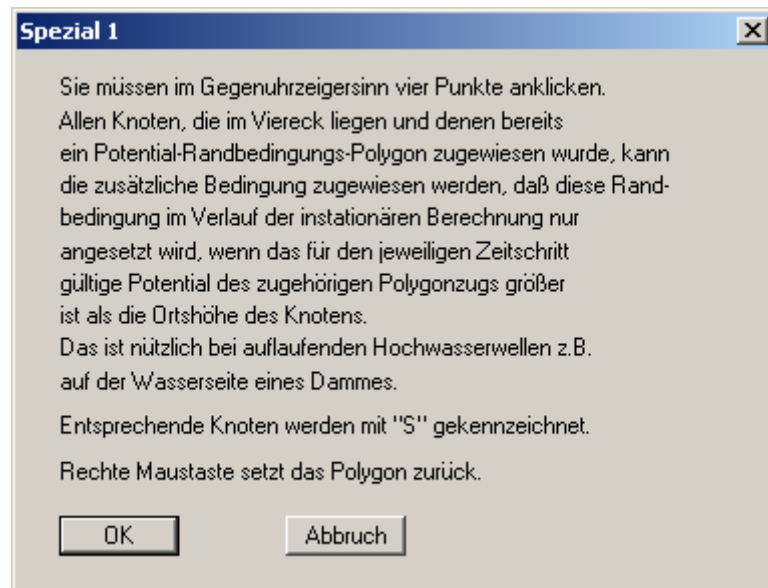 Spezial 1
Sie müssen im Gegenuhrzeigersinn vier Punkte anklicken.
Allen Knoten, die im Viereck liegen und denen bereits
ein Potential-Randbedingungs-Polygon zugewiesen wurde, kann
die zusätzliche Bedingung zugewiesen werden, daß diese Rand-
bedingung im Verlauf der instationären Berechnung nur
angesetzt wird, wenn das für den jeweiligen Zeitschritt
gültige Potential des zugehörigen Polygonzugs größer
ist als die Ortshöhe des Knotens.
Das ist nützlich bei auflaufenden Hochwasserwellen z.B.
auf der Wasserseite eines Dammes.
Entsprechende Knoten werden mit "S" gekennzeichnet.
Rechte Maustaste setzt das Polygon zurück.
OK Abbruch